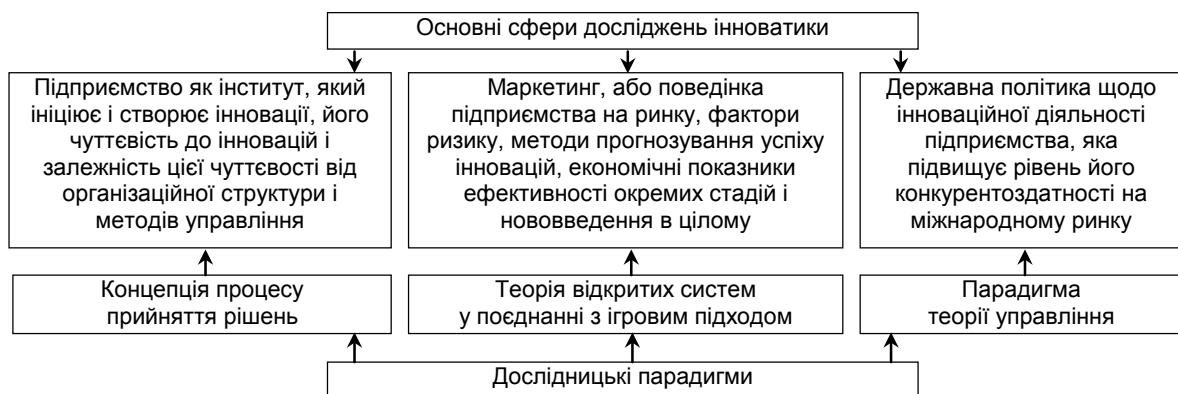 Основні сфери досліджень інноватики
Підприємство як інститут, який
ініціює і створює інновації, його
чуттєвість до інновацій і
залежність цієї чуттєвості від
організаційної структури і
методів управління
Маркетинг, або поведінка
підприємства на ринку, фактори
ризику, методи прогнозування успіху
інновацій, економічні показники
ефективності окремих стадій і
нововведення в цілому
Державна політика щодо
інноваційної діяльності
підприємства, яка
підвищує рівень його
конкурентоздатності на
міжнародному ринку
Концепція процесу
прийняття рішень
Теорія відкритих систем
у поєднанні з ігровим підходом
Парадигма
теорії управління
Дослідницькі парадигми